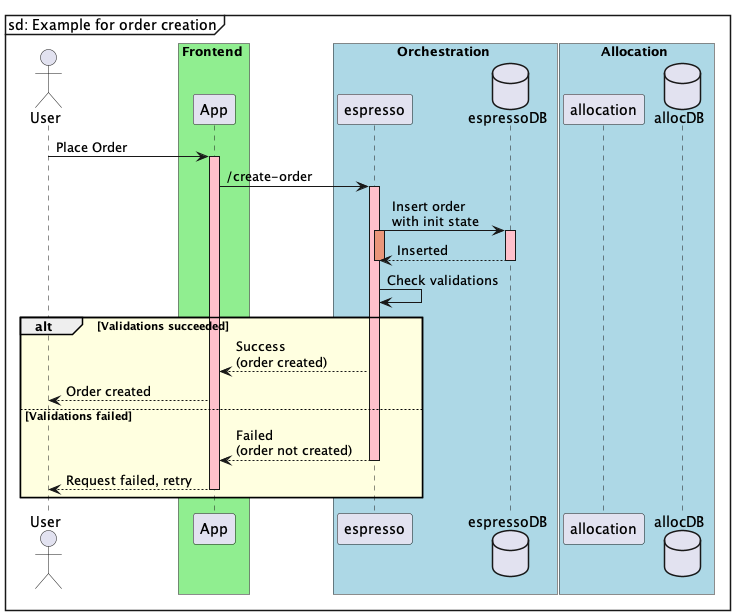 sd: Example for order creation
Frontend
Orchestration
Allocation
User
App
espresso
espressoDB
allocation
allocDB
Place Order
/create-order
Insert order
with init state
Inserted
Check validations
alt
[Validations succeeded]
Success
(order created)
Order created
[Validations failed]
Failed
(order not created)
Request failed, retry
User
App
espresso
espressoDB
allocation
allocDB